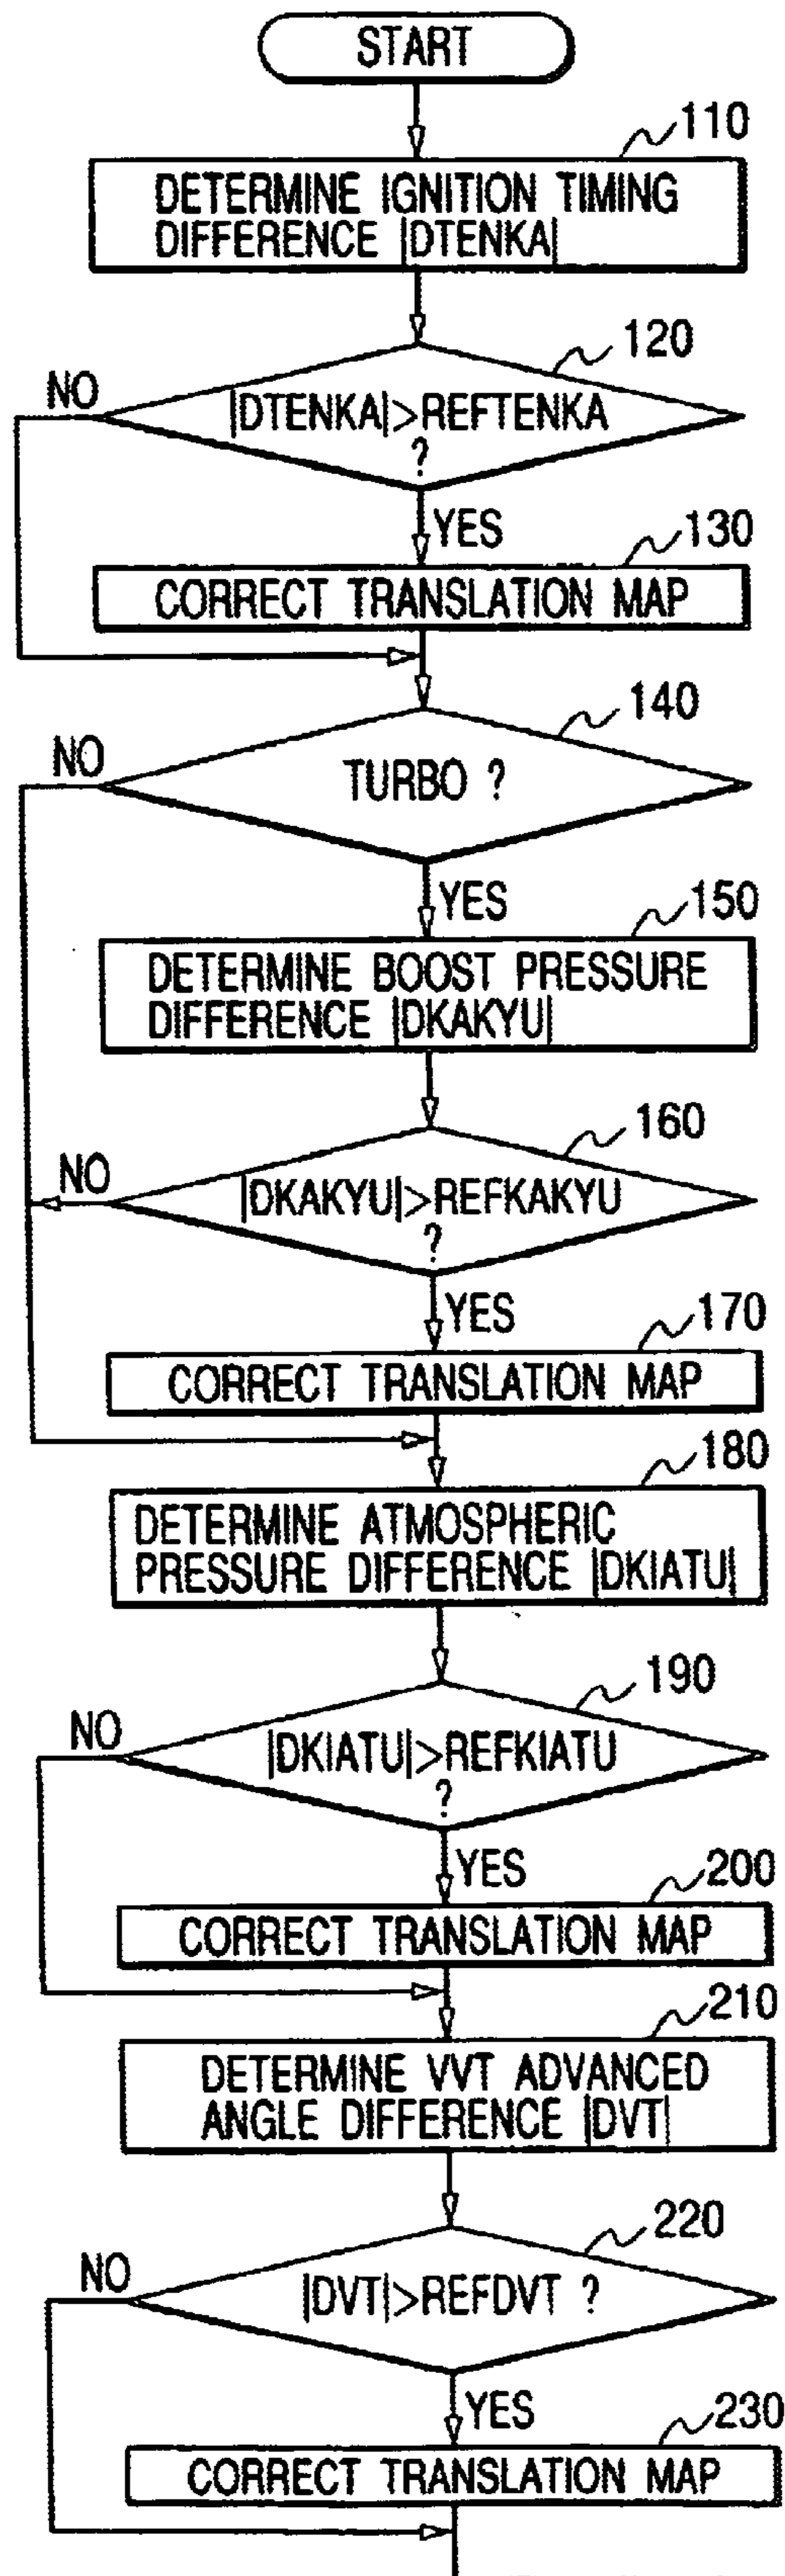 START
110
DETERMINE IGNITION TIMING
DIFFERENCE |DTENKA|
120
NO
|DTENKA|>REFTENKA
?
YES
130
CORRECT TRANSLATION MAP
140
NO
TURBO ?
YES
150
DETERMINE BOOST PRESSURE
DIFFERENCE |DKAKYU|
160
NO
|DKAKYU|>REFKAKYU
?
YES
170
CORRECT TRANSLATION MAP
180
DETERMINE ATMOSPHERIC
PRESSURE DIFFERENCE |DKIATU|
190
NO
|DKIATU|>REFKIATU
?
YES
200
CORRECT TRANSLATION MAP
210
DETERMINE VVT ADVANCED
ANGLE DIFFERENCE |DVT|
220
NO
|DVT|>REFDVT ?
YES
230
CORRECT TRANSLATION MAP